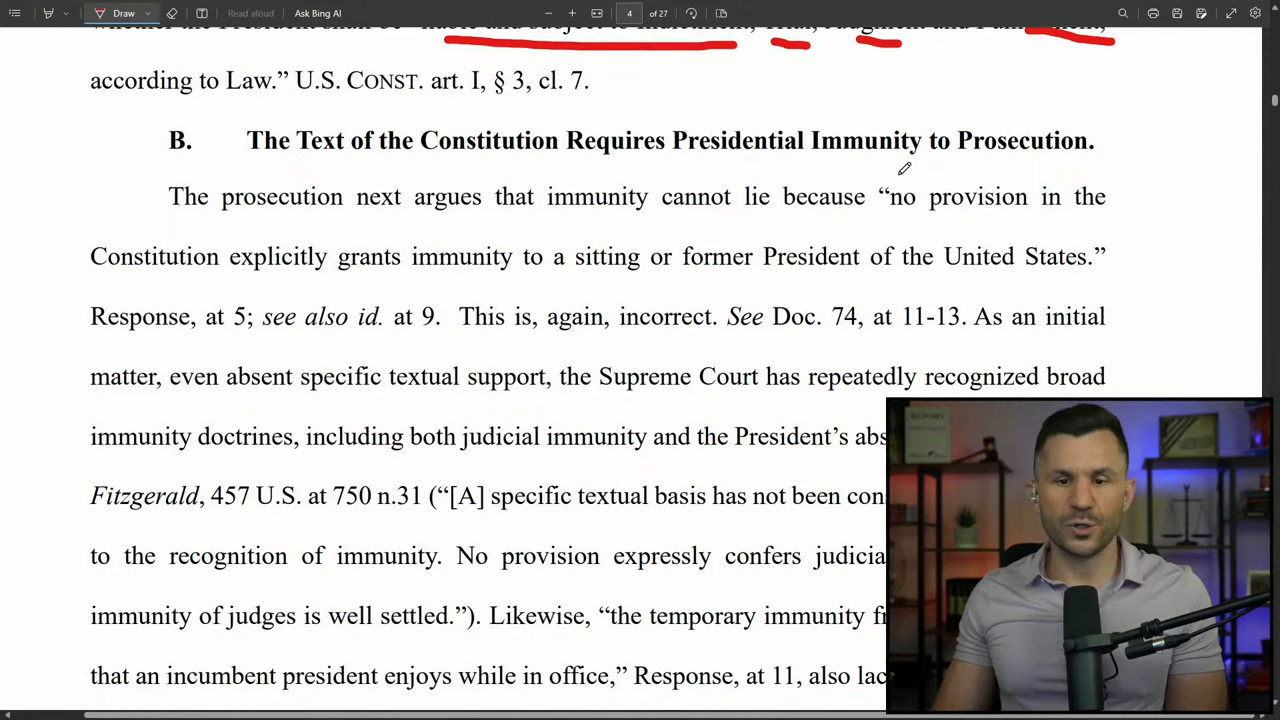 Draw
Read aloud
Ask Bing AI
4
of 27
according to Law.” U.S. CONST. art. I, § 3, cl. 7.
B. The Text of the Constitution Requires Presidential Immunity to Prosecution.
The prosecution next argues that immunity cannot lie because “no provision in the
Constitution explicitly grants immunity to a sitting or former President of the United States.”
Response, at 5; see also id. at 9. This is, again, incorrect. See Doc. 74, at 11-13. As an initial
matter, even absent specific textual support, the Supreme Court has repeatedly recognized broad
immunity doctrines, including both judicial immunity and the President’s abs
Fitzgerald, 457 U.S. at 750 n.31 (“[A] specific textual basis has not been con
to the recognition of immunity. No provision expressly confers judicia
immunity of judges is well settled.”). Likewise, “the temporary immunity f
that an incumbent president enjoys while in office,” Response, at 11, also lac